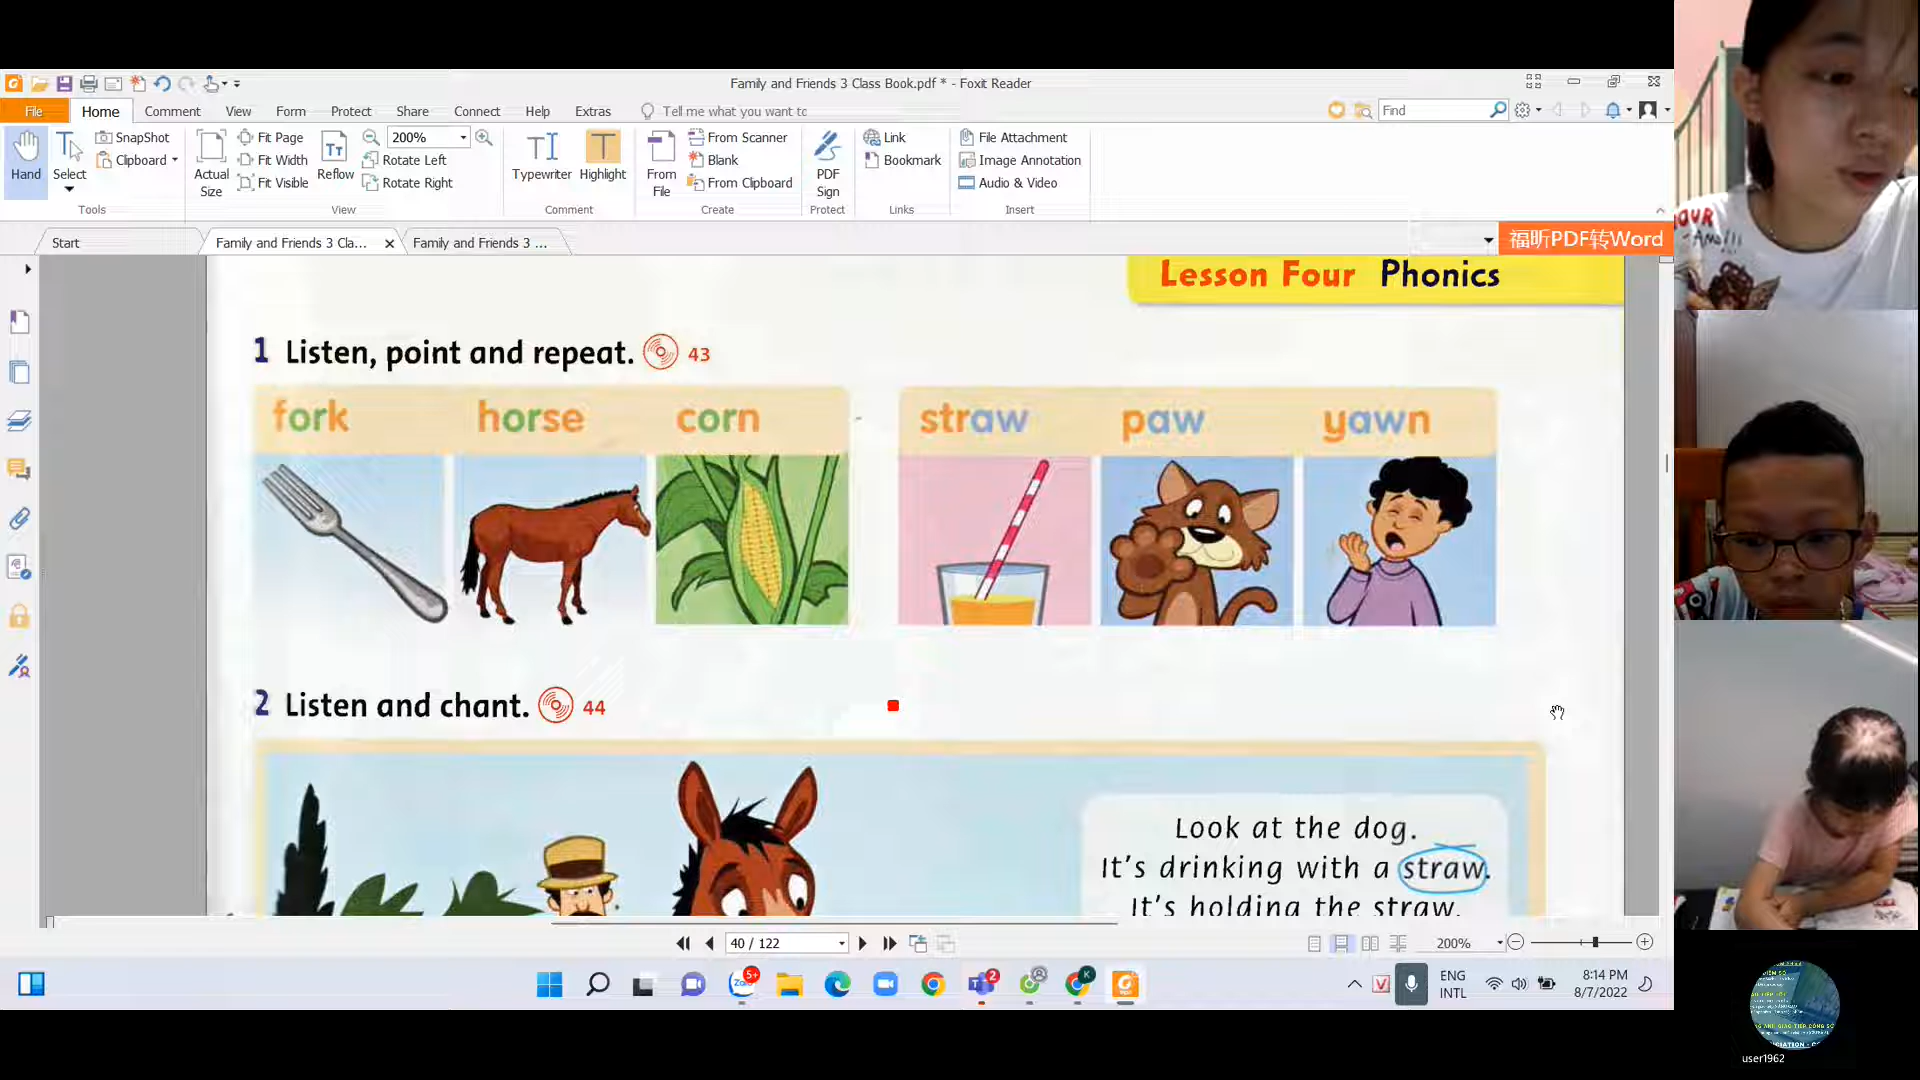 Family and Friends 3 Class Book.pdf * - Foxit Reader
File Home Comment View Form Protect Share Connect Help Extras Tell me what you want to Find
Hand
Select
SnapShot
Clipboard
Tools
Actual Size
Fit Page
Fit Width
Fit Visible
Reflow
200%
Rotate Left
Rotate Right
View
Typewriter
Highlight
Comment
From File
From Scanner
Blank
From Clipboard
Create
PDF Sign
Protect
Link
Bookmark
Links
File Attachment
Image Annotation
Audio & Video
Insert
Start
Family and Friends 3 Cla...
Family and Friends 3 ...
福昕PDF转Word
Lesson Four Phonics
1 Listen, point and repeat. 43
fork horse corn straw paw yawn
2 Listen and chant. 44
Look at the dog.
It's drinking with a straw.
It's holding the straw.
40 / 122
200%
5+
Zalo
2
K
V
ENG
INTL
8:14 PM
8/7/2022
user1962